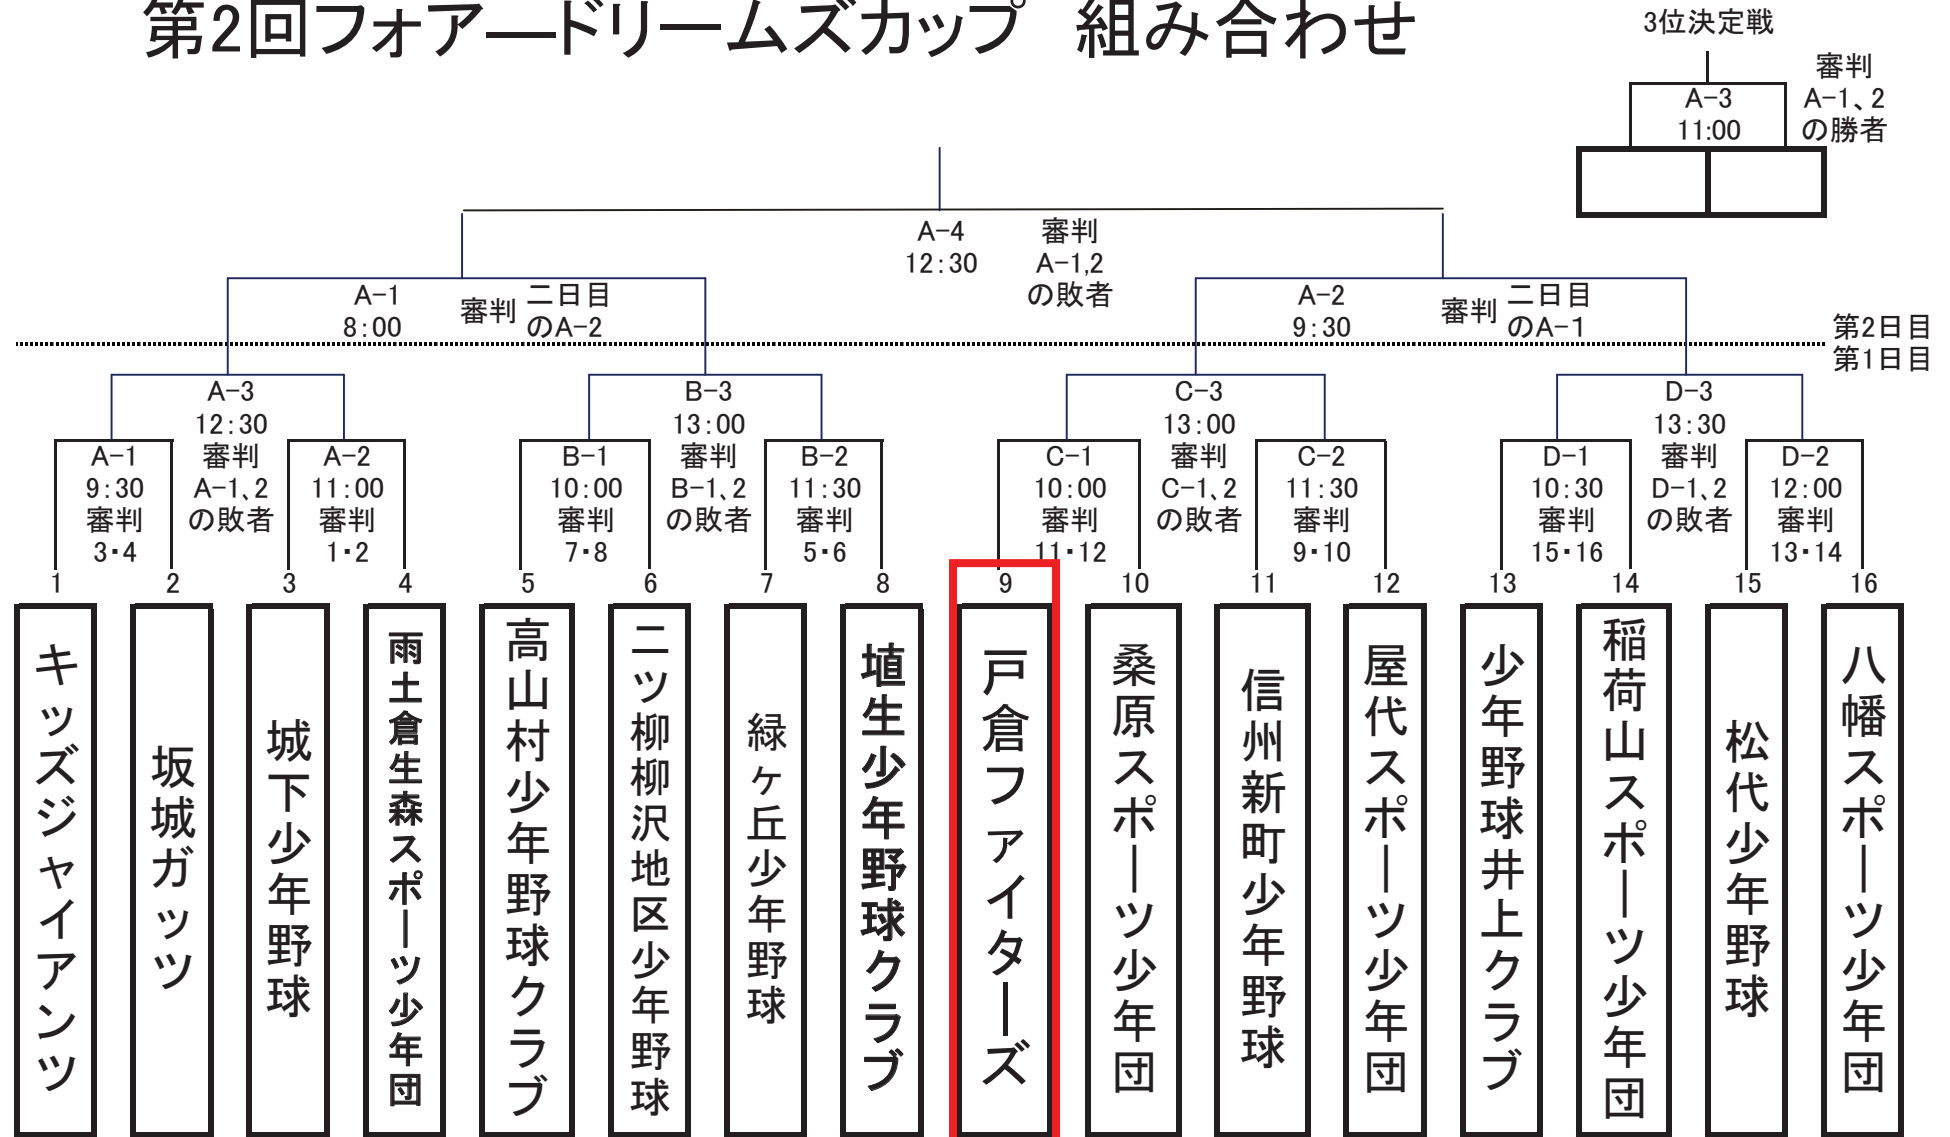 第2回フォアードリームズカップ　組み合わせ
3位決定戦
審判
A-1、2
の勝者
A-3
11:00
A-4
12:30
審判
A-1,2
の敗者
A-1
8:00
審判
二日目
のA-2
A-2
9:30
審判
二日目
のA-1
第2日目
第1日目
A-3
12:30
審判
A-1、2
の敗者
B-3
13:00
審判
B-1、2
の敗者
C-3
13:00
審判
C-1、2
の敗者
D-3
13:30
審判
D-1、2
の敗者
A-1
9:30
審判
3・4
A-2
11:00
審判
1・2
B-1
10:00
審判
7・8
B-2
11:30
審判
5・6
C-1
10:00
審判
11・12
C-2
11:30
審判
9・10
D-1
10:30
審判
15・16
D-2
12:00
審判
13・14
1
キッズジャイアンツ
2
坂城ガッツ
3
城下少年野球
4
雨土倉生森スポーツ少年団
5
高山村少年野球クラブ
6
二ツ柳柳沢地区少年野球
7
緑ヶ丘少年野球
8
埴生少年野球クラブ
9
戸倉ファイターズ
10
桑原スポーツ少年団
11
信州新町少年野球
12
屋代スポーツ少年団
13
少年野球井上クラブ
14
稲荷山スポーツ少年団
15
松代少年野球
16
八幡スポーツ少年団